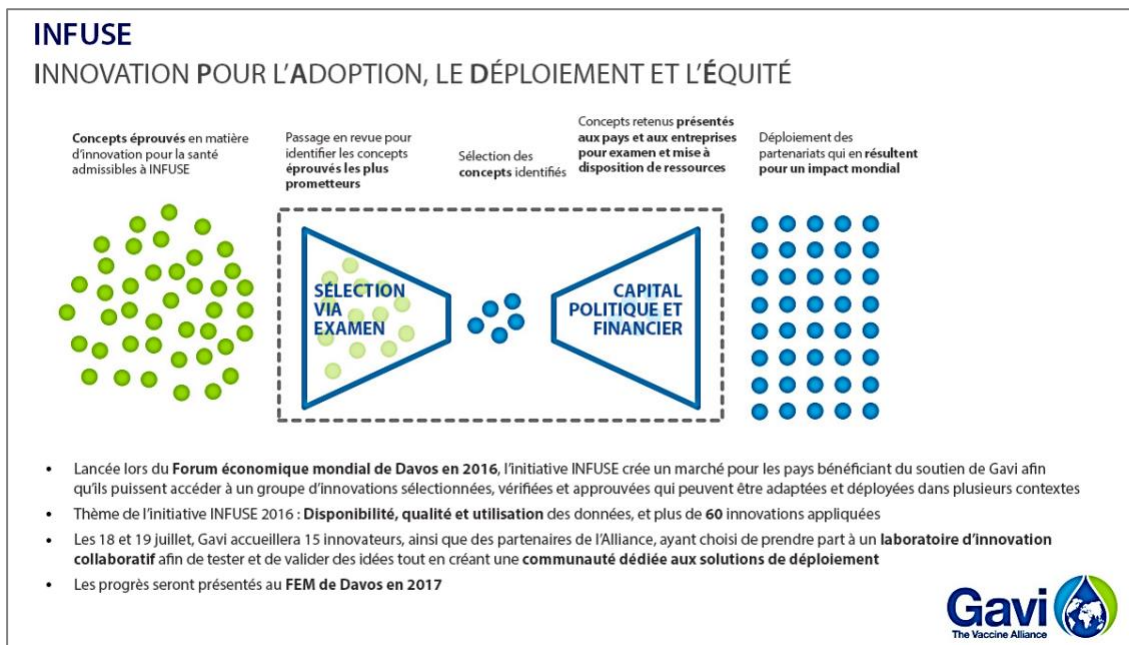 INFUSE
INNOVATION POUR L'ADOPTION, LE DÉPLOIEMENT ET L'ÉQUITÉ
Concepts éprouvés en matière
d'innovation pour la santé
admissibles à INFUSE
Passage en revue pour
identifier les concepts
éprouvés les plus
prometteurs
Sélection des
concepts identifiés
Concepts retenus présentés
aux pays et aux entreprises
pour examen et mise à
disposition de ressources
Déploiement des
partenariats qui en résultent
pour un impact mondial
SÉLECTION
VIA
EXAMEN
CAPITAL
POLITIQUE ET
FINANCIER
• Lancée lors du Forum économique mondial de Davos en 2016, l'initiative INFUSE crée un marché pour les pays bénéficiant du soutien de Gavi afin
qu'ils puissent accéder à un groupe d'innovations sélectionnées, vérifiées et approuvées qui peuvent être adaptées et déployées dans plusieurs contextes
• Thème de l'initiative INFUSE 2016 : Disponibilité, qualité et utilisation des données, et plus de 60 innovations appliquées
• Les 18 et 19 juillet, Gavi accueillera 15 innovateurs, ainsi que des partenaires de l'Alliance, ayant choisi de prendre part à un laboratoire d'innovation
collaboratif afin de tester et de valider des idées tout en créant une communauté dédiée aux solutions de déploiement
• Les progrès seront présentés au FEM de Davos en 2017
Gavi
The Vaccine Alliance